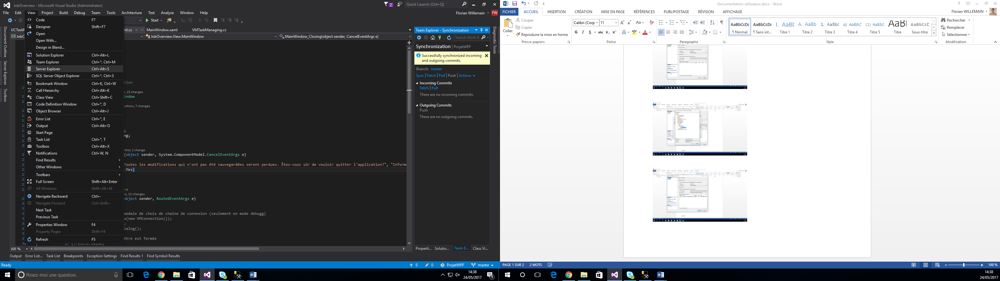 JobOverview - Microsoft Visual Studio (Administrator)
2
Quick Launch (Ctrl+Q)
File Edit View Project Build Debug Team Tools Architecture Test Analyze Window Help
Florian Willemain FW
Start
Document Outline
Server Explorer
Toolbox
Code F7
Designer Shift+F7
Open
Open With...
Design in Blend...
Solution Explorer Ctrl+Alt+L
Team Explorer Ctrl+*, Ctrl+M
Server Explorer Ctrl+Alt+S
SQL Server Object Explorer Ctrl+*, Ctrl+S
Bookmark Window Ctrl+K, Ctrl+W
Call Hierarchy Ctrl+Alt+K
Class View Ctrl+Shift+C
Code Definition Window Ctrl+*, D
Object Browser Ctrl+Alt+J
Error List Ctrl+*, E
Output Ctrl+Alt+O
Start Page
Task List Ctrl+*, T
Toolbox Ctrl+Alt+X
Notifications Ctrl+W, N
Find Results
Other Windows
Toolbars
Full Screen Shift+Alt+Enter
All Windows Shift+Alt+M
Navigate Backward Ctrl+-
Navigate Forward Ctrl+Shift+-
Next Task
Previous Task
Properties Window F4
Property Pages Shift+F4
Refresh F5
UCTaskM
ml.cs MainWindow.xaml VMTaskManaging.cs
JobO
JobOverview.View.MainWindow
MainWindow_Closing(object sender, CancelEventArgs e)
tion
s, 15 changes
indow
uthors, 7 changes
;
ng;
uthor, 1 change
(object sender, System.ComponentModel.CancelEventArgs e)
Toutes les modifications qui n'ont pas été sauvegardées seront perdues. Êtes-vous sûr de vouloir quitter l'application?", "Informa
.Yes)
re
rs, 11 changes
object sender, RoutedEventArgs e)
modale de choix de chaine de connexion (seulement en mode debugg)
w(new VMConnection());
;
ialog();
être est fermée
100 %
Team Explorer - Synchronization
Search Work It
Synchronization | ProjetWPF
Successfully synchronized incoming
and outgoing commits.
Branch: master
Sync | Fetch | Pull | Push | Actions
Incoming Commits
Fetch | Pull
There are no incoming commits.
Outgoing Commits
Push
There are no outgoing commits.
Diagnostic Tools
Properti... Solutio... Team E... Class Vi...
Output Error List... Task List Breakpoints Exception Settings Find Results 1 Find Symbol Results
Ready
0 0 ProjetWPF master
Posez-moi une question.
14:38
24/05/2017
1
Documentation utilisateur.docx - Word
FICHIER ACCUEIL INSERTION CRÉATION MISE EN PAGE RÉFÉRENCES PUBLIPOSTAGE RÉVISION AFFICHAGE
Florian WILLEMAIN
Coller
Couper
Copier
Reproduire la mise en forme
Presse-papiers
Calibri (Corp 11
G I S abc x₂ x²
Police
Paragraphe
AaBbCcDc AaBbCcDc I. AaBb A. AaBb 1. AaBbC a) AaBbC (1) AaBbC AaBb AaBbCcD
¶ Normal ¶ Sans int... Titre 1 Titre 2 Titre 3 Titre 4 Titre 5 Titre Sous-titre
Style
Rechercher
Remplacer
Sélectionner
Modification
PAGE 1 SUR 2 2 MOTS
100 %
14:38
24/05/2017